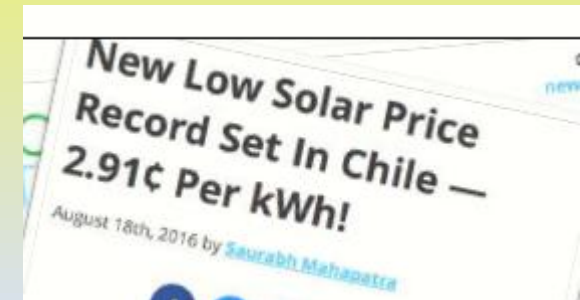 New Low Solar Price
Record Set In Chile —
2.91¢ Per kWh!
August 18th, 2016 by Saurabh Mahapatra